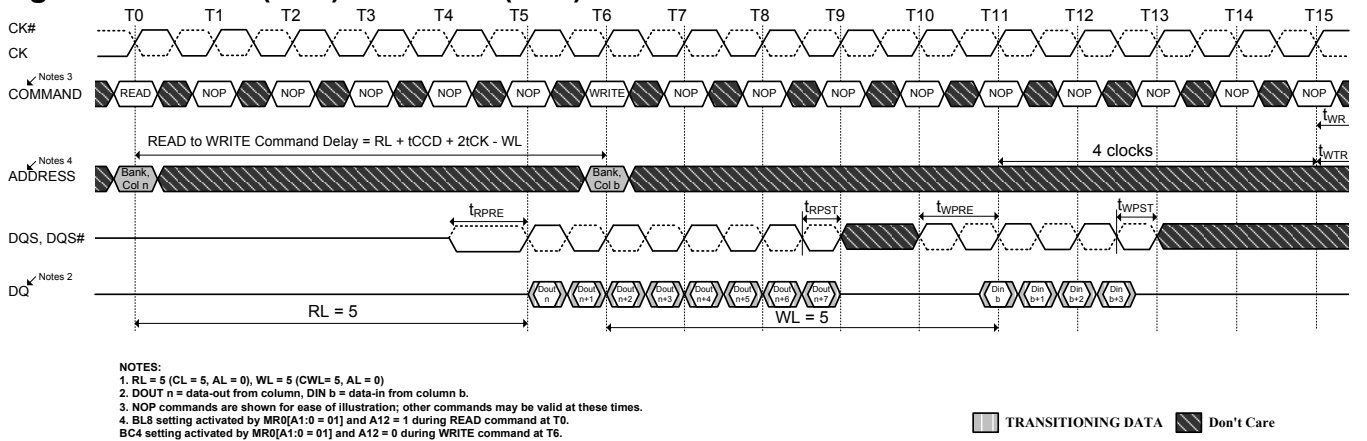 T0 T1 T2 T3 T4 T5 T6 T7 T8 T9 T10 T11 T12 T13 T14 T15
CK#
CK
Notes 3
COMMAND READ NOP NOP NOP NOP NOP WRITE NOP NOP NOP NOP NOP NOP NOP NOP NOP
tWR
READ to WRITE Command Delay = RL + tCCD + 2tCK - WL
4 clocks
tWTR
Notes 4
ADDRESS
Bank, Col n
Bank, Col b
tRPRE tRPST tWPRE tWPST
DQS, DQS#
Notes 2
DQ
Dout n
Dout n+1
Dout n+2
Dout n+3
Dout n+4
Dout n+5
Dout n+6
Dout n+7
Din b
Din b+1
Din b+2
Din b+3
RL = 5
WL = 5
NOTES:
1. RL = 5 (CL = 5, AL = 0), WL = 5 (CWL= 5, AL = 0)
2. DOUT n = data-out from column, DIN b = data-in from column b.
3. NOP commands are shown for ease of illustration; other commands may be valid at these times.
4. BL8 setting activated by MR0[A1:0 = 01] and A12 = 1 during READ command at T0.
BC4 setting activated by MR0[A1:0 = 01] and A12 = 0 during WRITE command at T6.
TRANSITIONING DATA
Don't Care